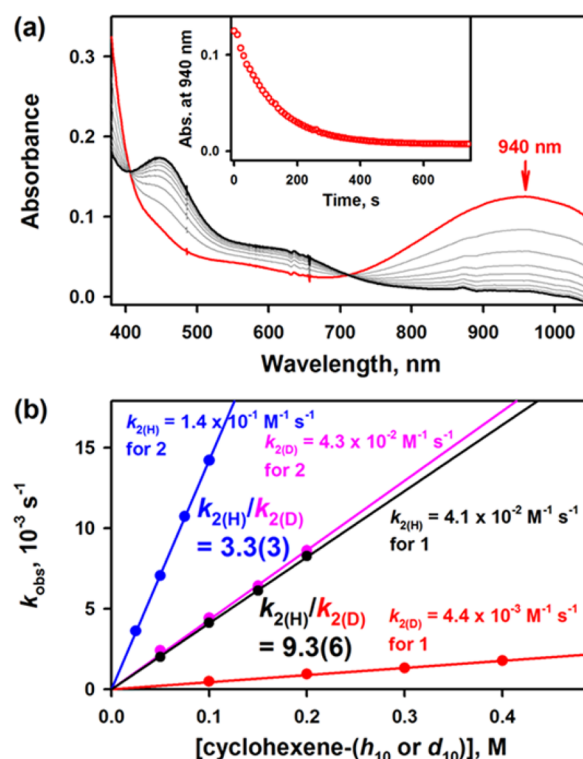 (a)
0.3
0.2
0.1
0.0
Absorbance
Abs. at 940 nm
0.1
0.0
0 200 400 600
Time, s
940 nm
400 500 600 700 800 900 1000
Wavelength, nm
(b)
15
10
5
0
k_obs, 10⁻³ s⁻¹
k₂(H) = 1.4 x 10⁻¹ M⁻¹ s⁻¹
for 2
k₂(D) = 4.3 x 10⁻² M⁻¹ s⁻¹
for 2
k₂(H)/k₂(D)
= 3.3(3)
k₂(H) = 4.1 x 10⁻² M⁻¹ s⁻¹
for 1
k₂(H)/k₂(D)
= 9.3(6)
k₂(D) = 4.4 x 10⁻³ M⁻¹ s⁻¹
for 1
0.0 0.1 0.2 0.3 0.4
[cyclohexene-(h₁₀ or d₁₀)], M